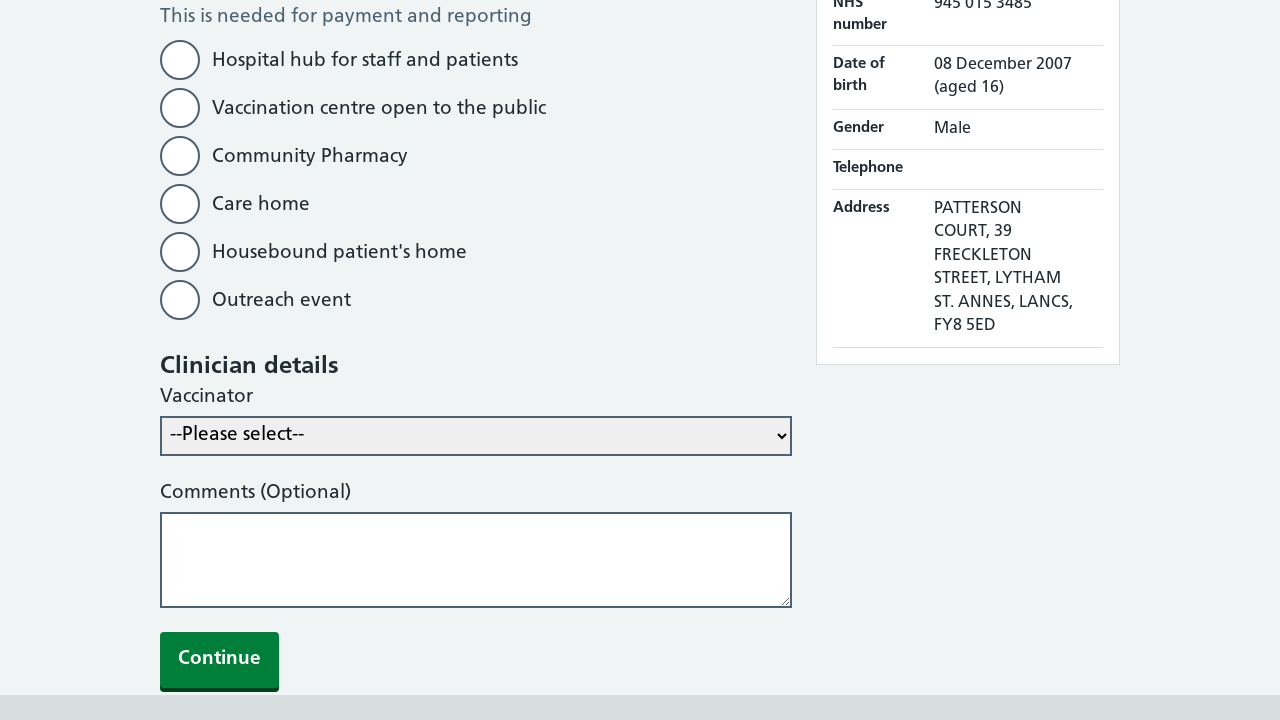 This is needed for payment and reporting
Hospital hub for staff and patients
Vaccination centre open to the public
Community Pharmacy
Care home
Housebound patient's home
Outreach event
Clinician details
Vaccinator
--Please select--
Comments (Optional)
Continue
NHS 945 015 3485
number
Date of 08 December 2007
birth (aged 16)
Gender Male
Telephone
Address PATTERSON
COURT, 39
FRECKLETON
STREET, LYTHAM
ST. ANNES, LANCS,
FY8 5ED